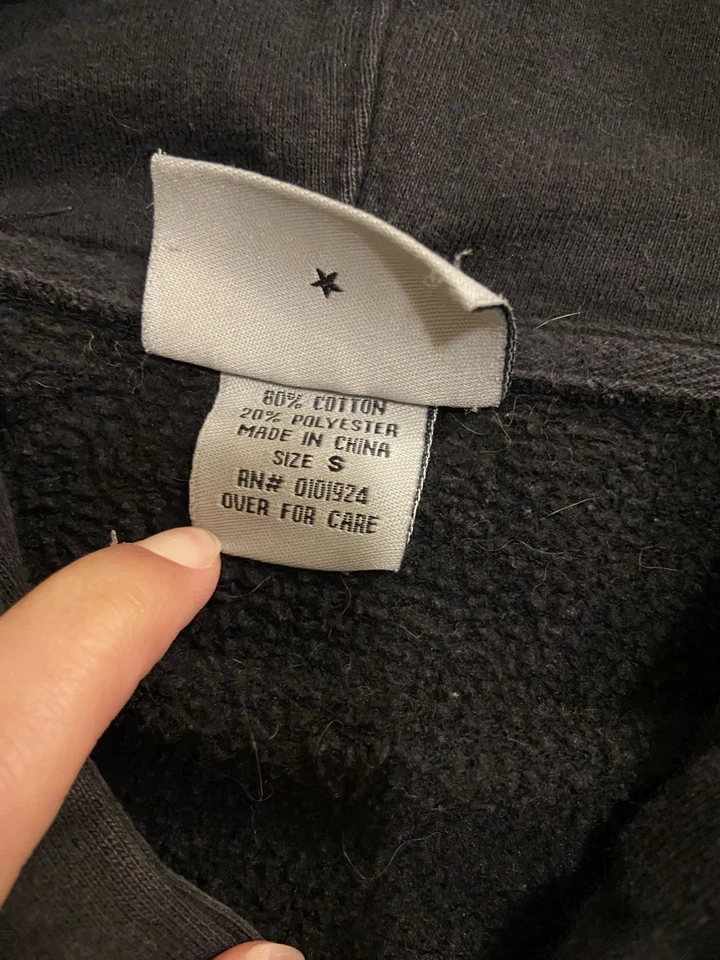 80% COTTON
20% POLYESTER
MADE IN CHINA
SIZE S
RN# 0101924
OVER FOR CARE